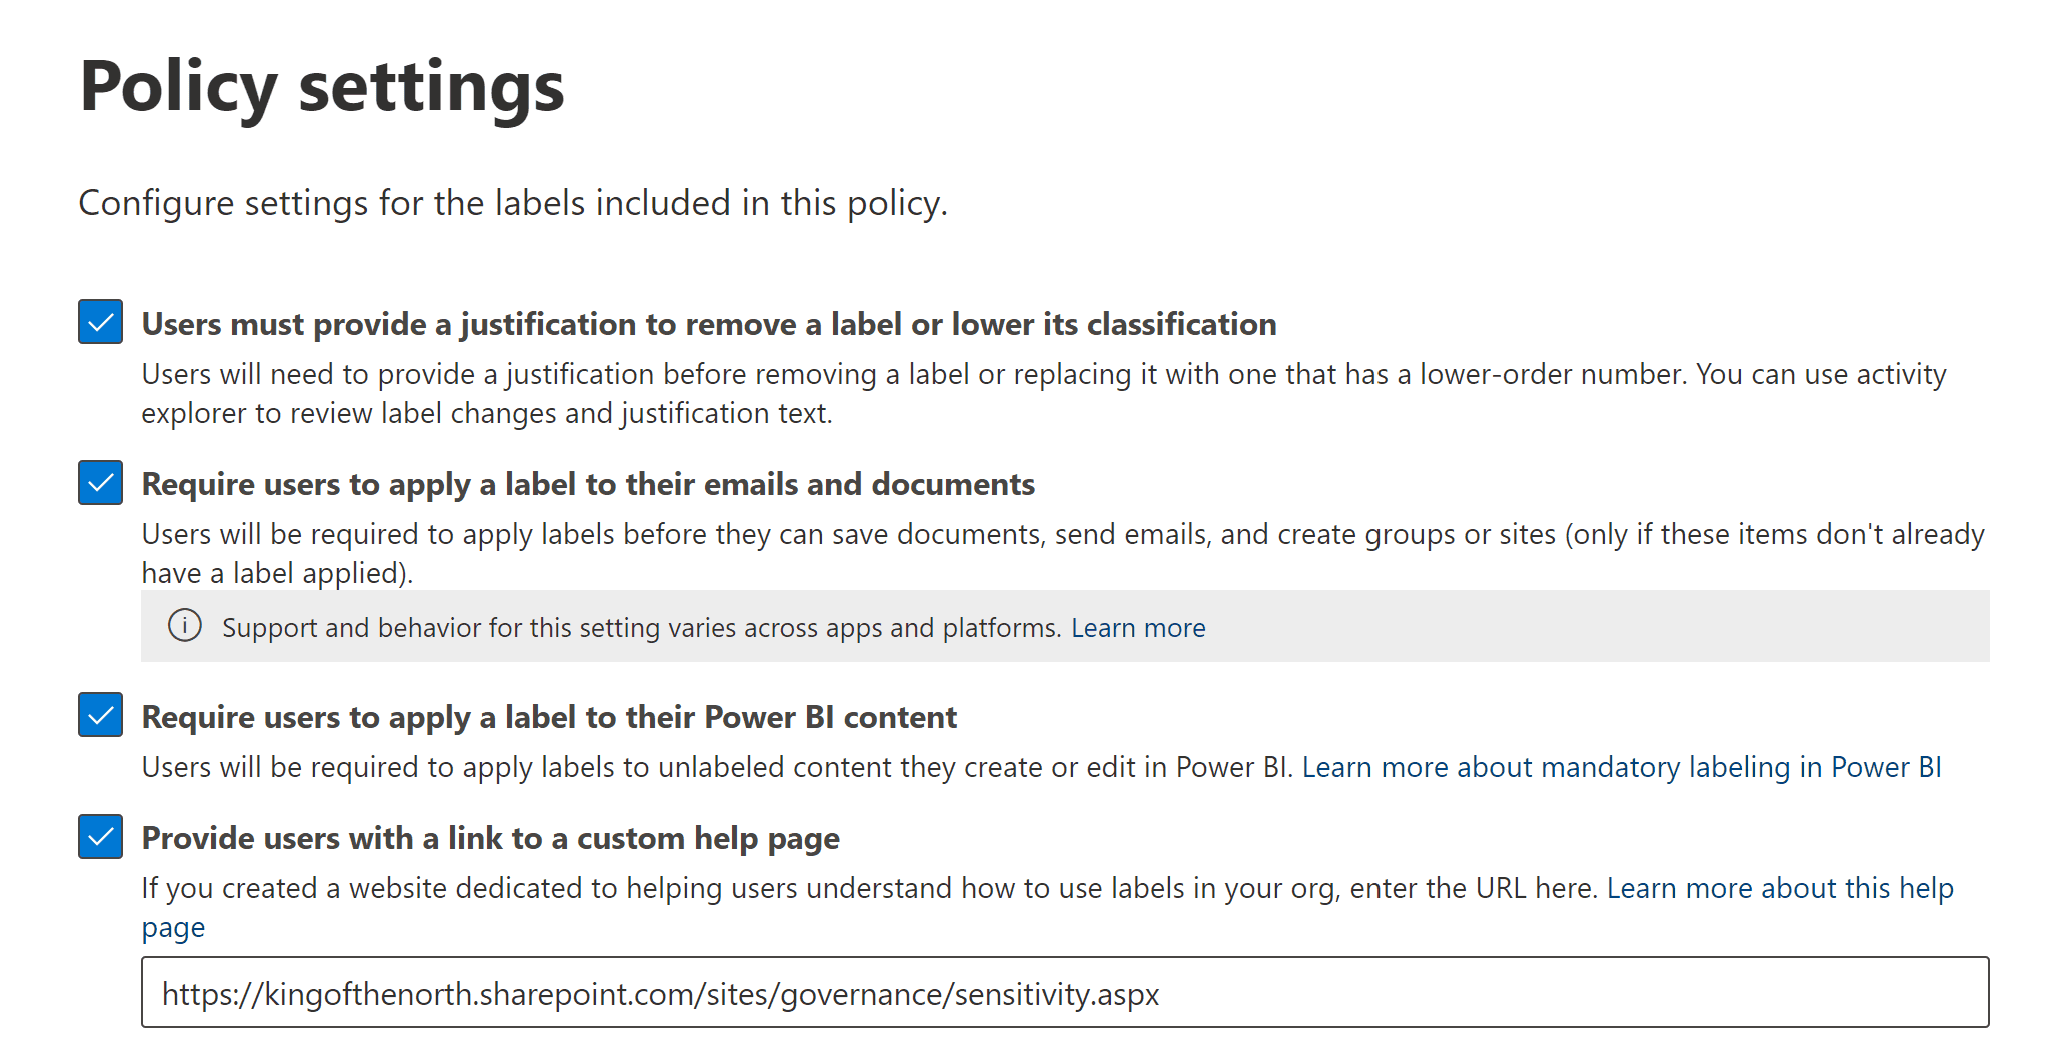 Policy settings
Configure settings for the labels included in this policy.
Users must provide a justification to remove a label or lower its classification
Users will need to provide a justification before removing a label or replacing it with one that has a lower-order number. You can use activity
explorer to review label changes and justification text.
Require users to apply a label to their emails and documents
Users will be required to apply labels before they can save documents, send emails, and create groups or sites (only if these items don't already
have a label applied).
Support and behavior for this setting varies across apps and platforms. Learn more
Require users to apply a label to their Power BI content
Users will be required to apply labels to unlabeled content they create or edit in Power BI. Learn more about mandatory labeling in Power BI
Provide users with a link to a custom help page
If you created a website dedicated to helping users understand how to use labels in your org, enter the URL here. Learn more about this help
page
https://kingofthenorth.sharepoint.com/sites/governance/sensitivity.aspx